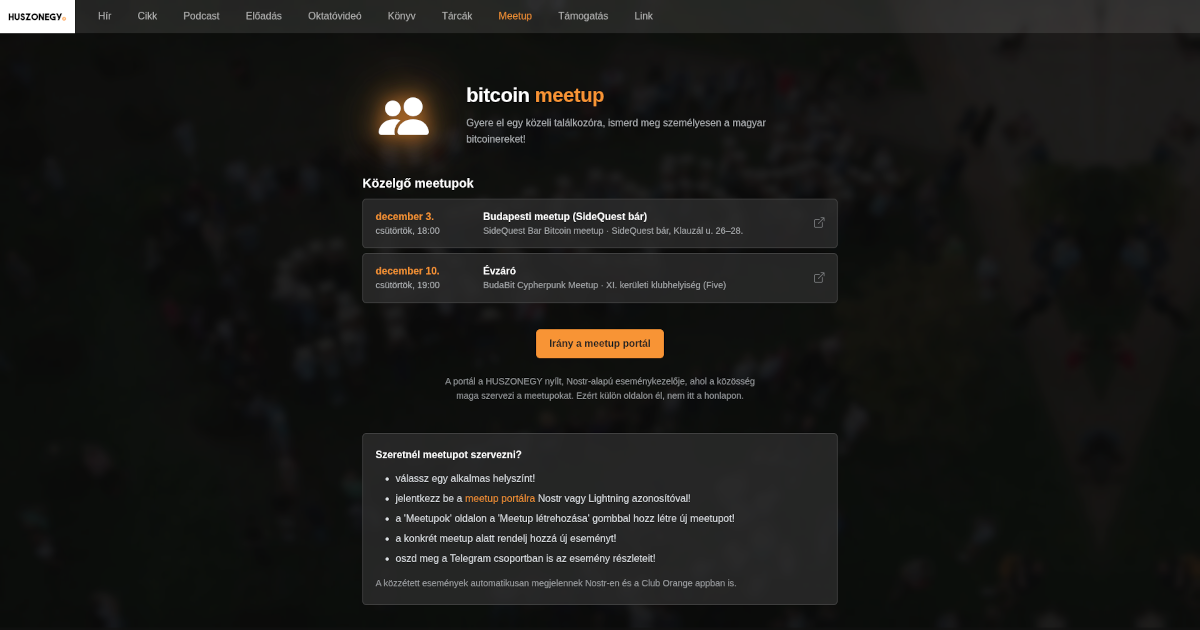 HUSZONEGY.
Hír Cikk Podcast Előadás Oktatóvideó Könyv Tárcák Meetup Támogatás Link
bitcoin meetup
Gyere el egy közeli találkozóra, ismerd meg személyesen a magyar
bitcoinereket!
Közelgő meetupok
december 3.
csütörtök, 18:00
Budapesti meetup (SideQuest bár)
SideQuest Bar Bitcoin meetup · SideQuest bár, Klauzál u. 26–28.
december 10.
csütörtök, 19:00
Évzáró
BudaBit Cypherpunk Meetup · XI. kerületi klubhelyiség (Five)
Irány a meetup portál
A portál a HUSZONEGY nyílt, Nostr-alapú eseménykezelője, ahol a közösség
maga szervezi a meetupokat. Ezért külön oldalon él, nem itt a honlapon.
Szeretnél meetupot szervezni?
• válassz egy alkalmas helyszínt!
• jelentkezz be a meetup portálra Nostr vagy Lightning azonosítóval!
• a 'Meetupok' oldalon a 'Meetup létrehozása' gombbal hozz létre új meetupot!
• a konkrét meetup alatt rendelj hozzá új eseményt!
• oszd meg a Telegram csoportban is az esemény részleteit!
A közzétett események automatikusan megjelennek Nostr-en és a Club Orange appban is.